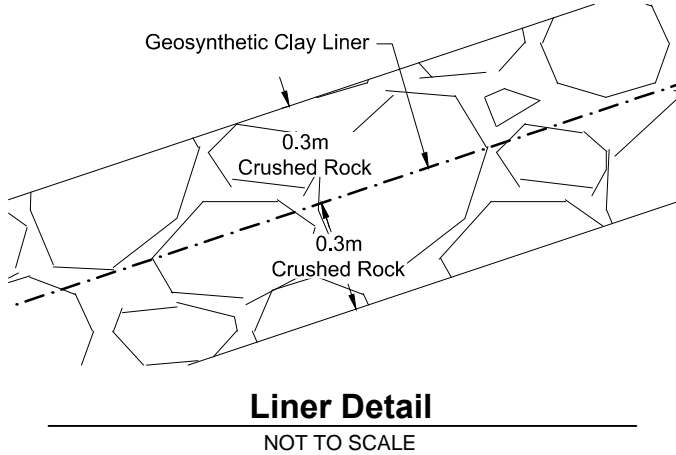 Geosynthetic Clay Liner
0.3m
Crushed Rock
0.3m
Crushed Rock
Liner Detail
NOT TO SCALE